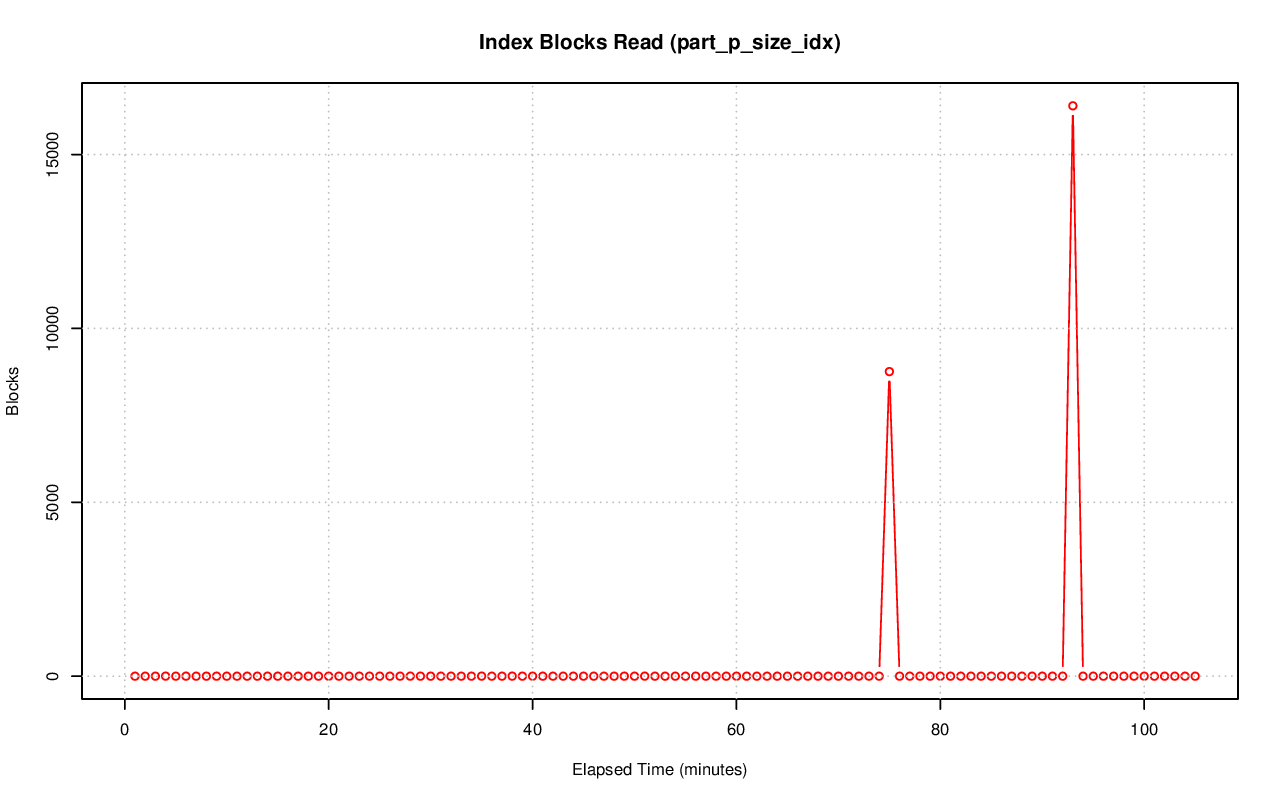 Index Blocks Read (part_p_size_idx)
Blocks
15000
10000
5000
0
0 20 40 60 80 100
Elapsed Time (minutes)